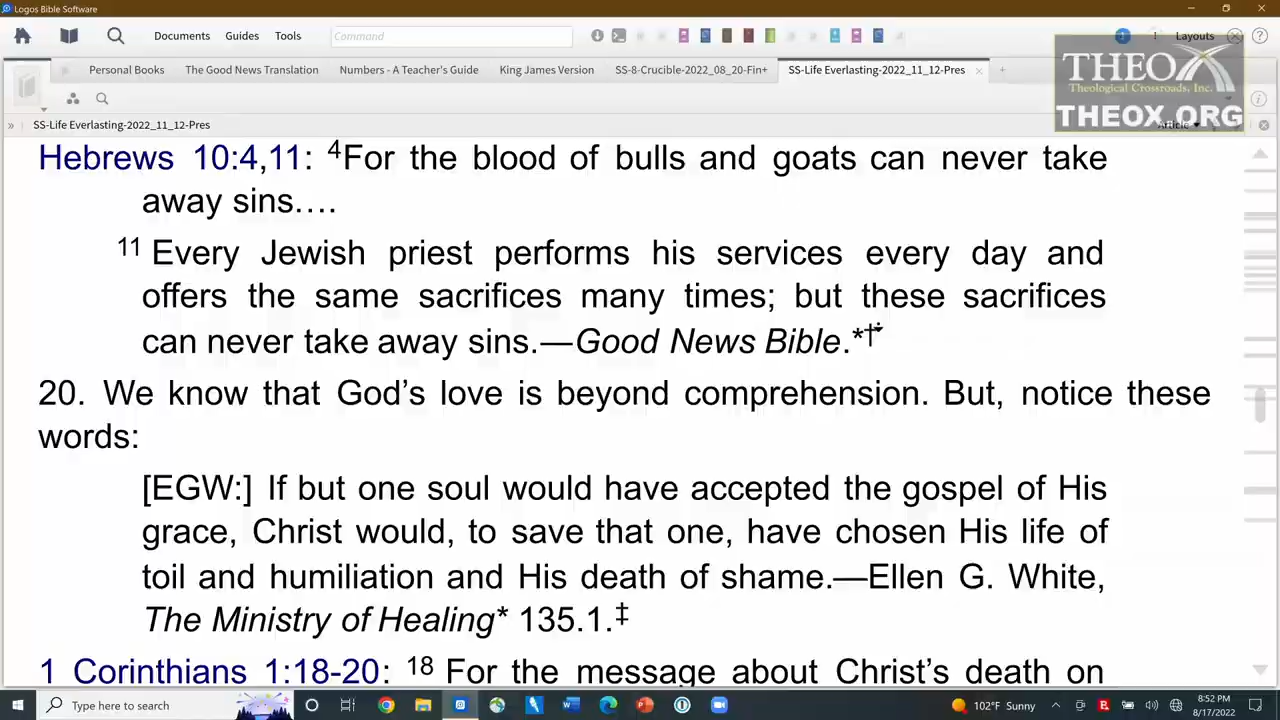 Logos Bible Software
Documents Guides Tools Command 1 Layouts
Personal Books The Good News Translation Numbers - A Teacher's Guide King James Version SS-8-Crucible-2022_08_20-Fin+ SS-Life Everlasting-2022_11_12-Pres
THEOX
Theological Crossroads, Inc.
THEOX.ORG
SS-Life Everlasting-2022_11_12-Pres
Article
Hebrews 10:4,11: 4For the blood of bulls and goats can never take
away sins….
11 Every Jewish priest performs his services every day and
offers the same sacrifices many times; but these sacrifices
can never take away sins.—Good News Bible.*†
20. We know that God’s love is beyond comprehension. But, notice these
words:
[EGW:] If but one soul would have accepted the gospel of His
grace, Christ would, to save that one, have chosen His life of
toil and humiliation and His death of shame.—Ellen G. White,
The Ministry of Healing* 135.1.‡
1 Corinthians 1:18-20: 18 For the message about Christ’s death on
Type here to search
102°F Sunny
8:52 PM
8/17/2022